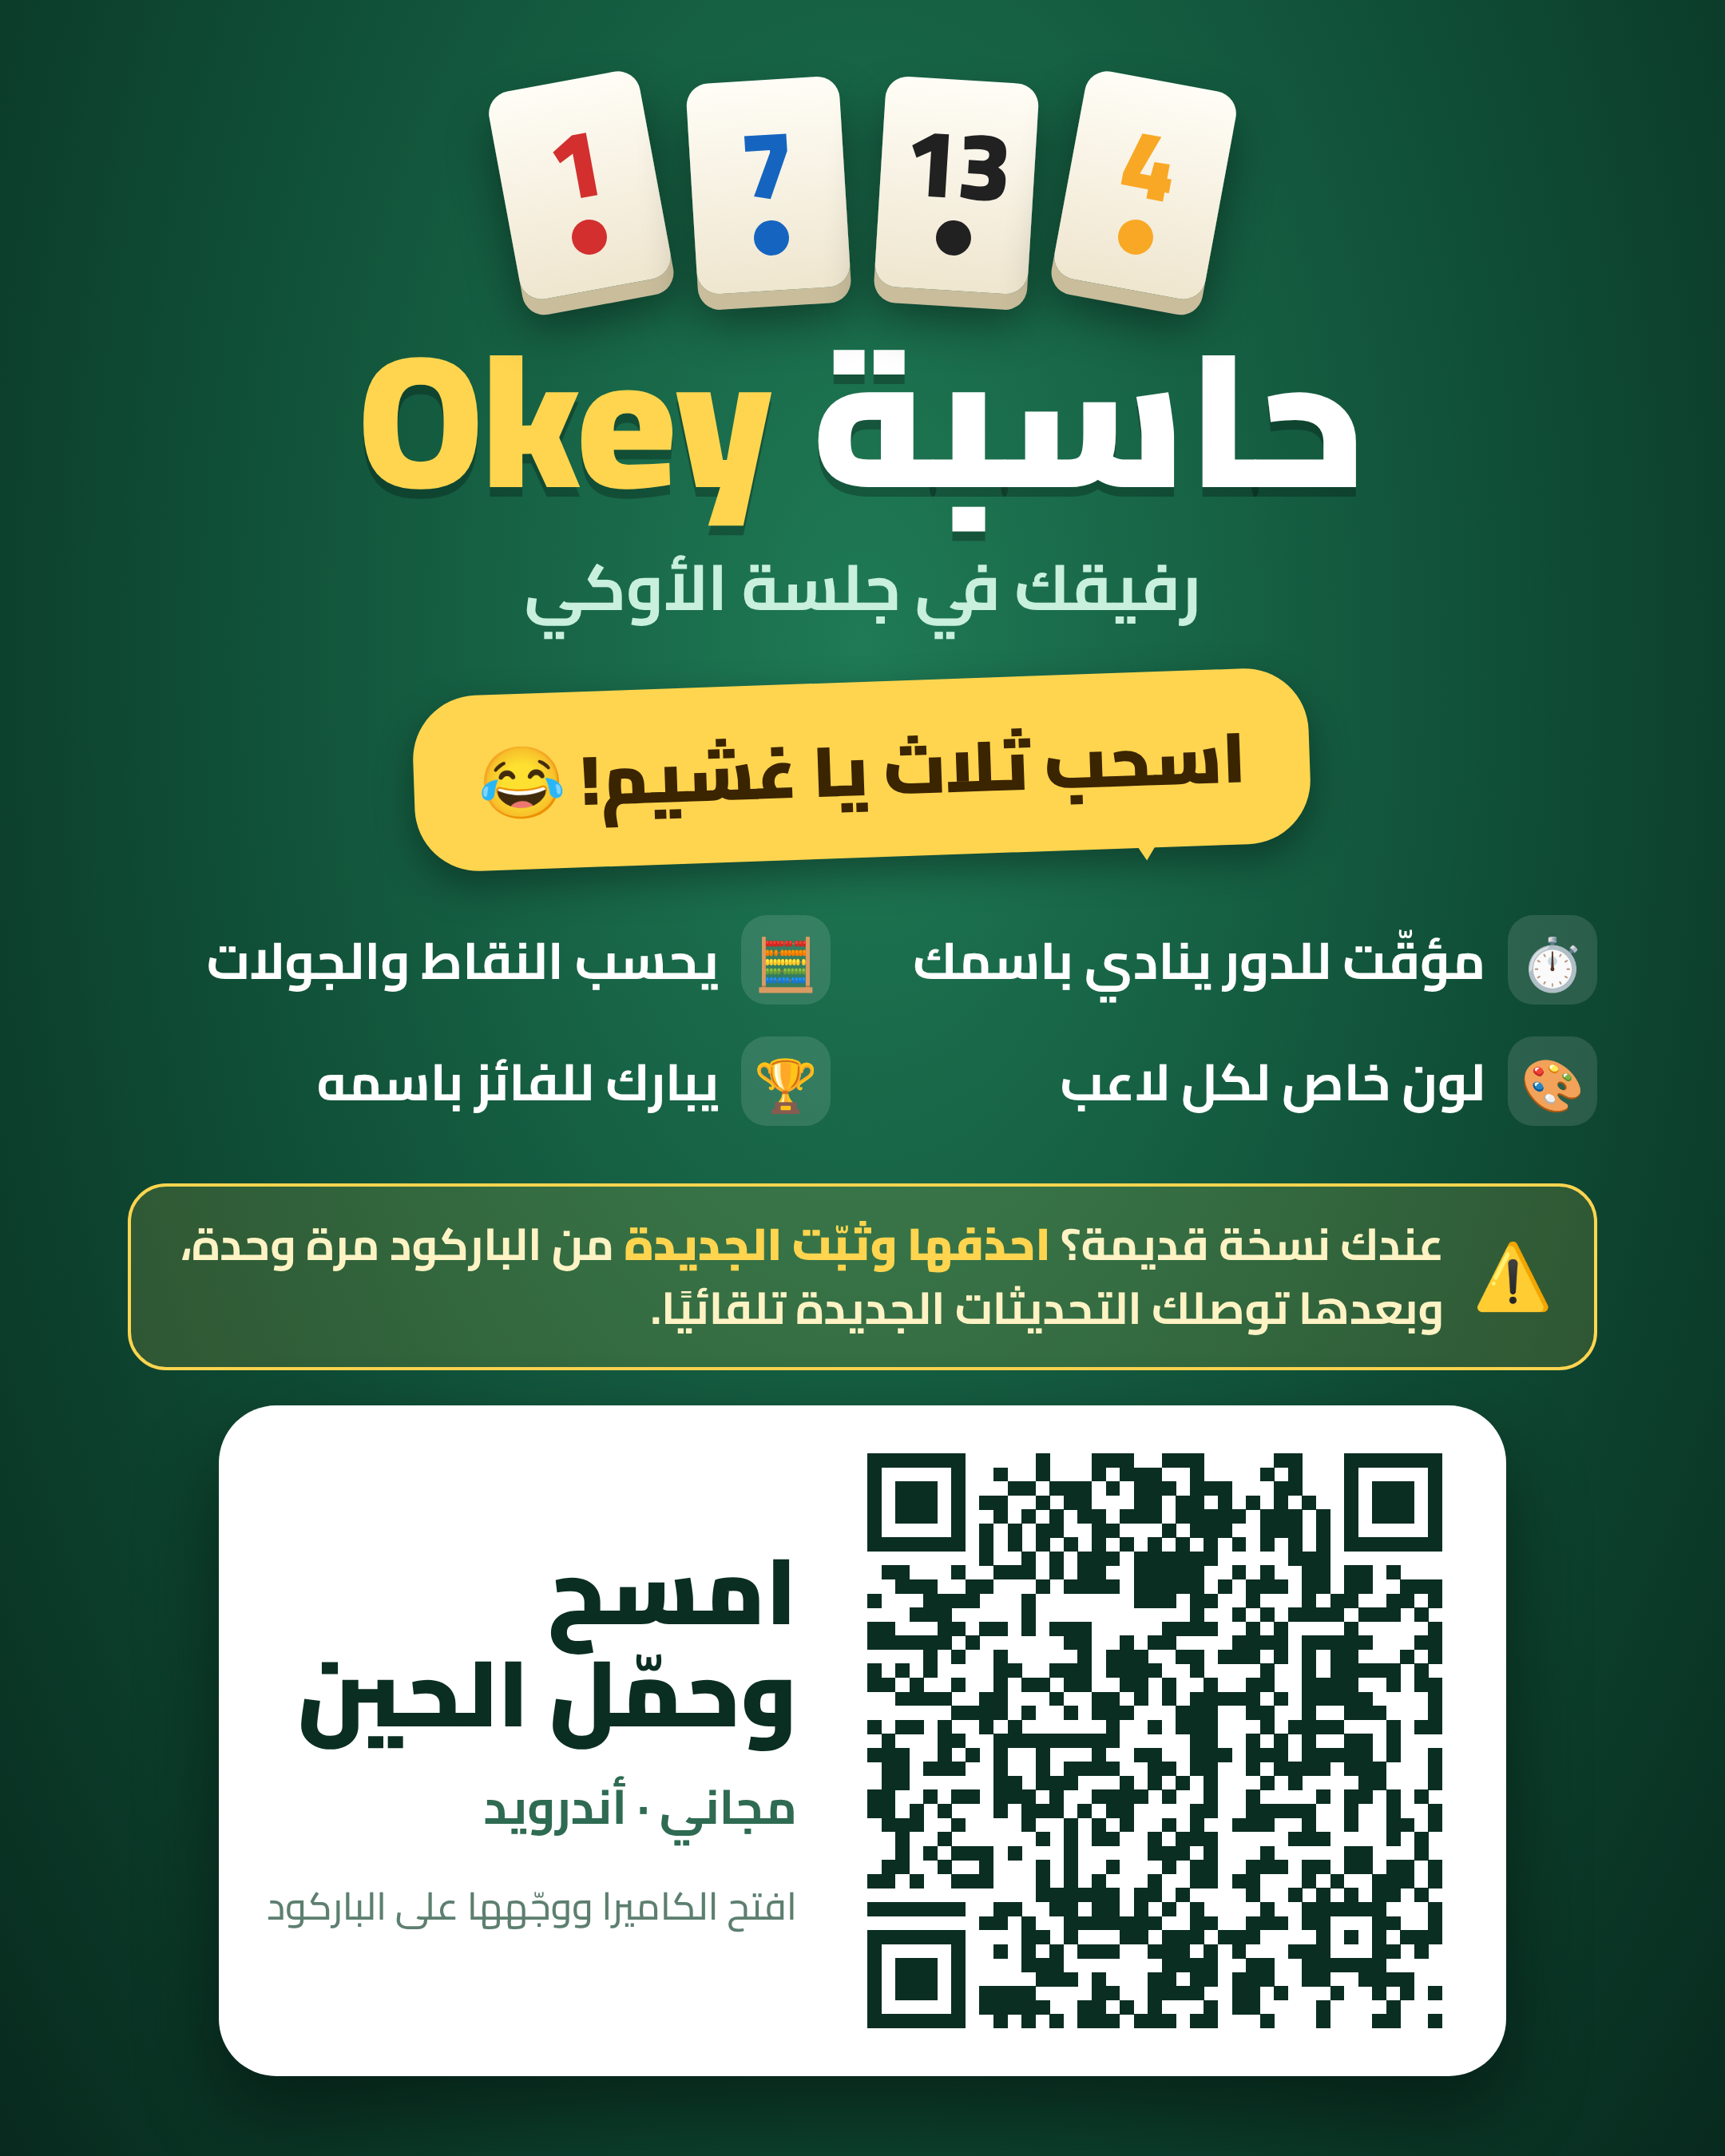 1 7 13 4
حاسبة Okey
رفيقك في جلسة الأوكي
اسحب ثلاث يا غشيم! 😂
مؤقّت للدور ينادي باسمك
يحسب النقاط والجولات
لون خاص لكل لاعب
يبارك للفائز باسمه
عندك نسخة قديمة؟ احذفها وثبّت الجديدة من الباركود مرة وحدة،
وبعدها توصلك التحديثات الجديدة تلقائيًا.
امسح
وحمّل الحين
مجاني · أندرويد
افتح الكاميرا ووجّهها على الباركود